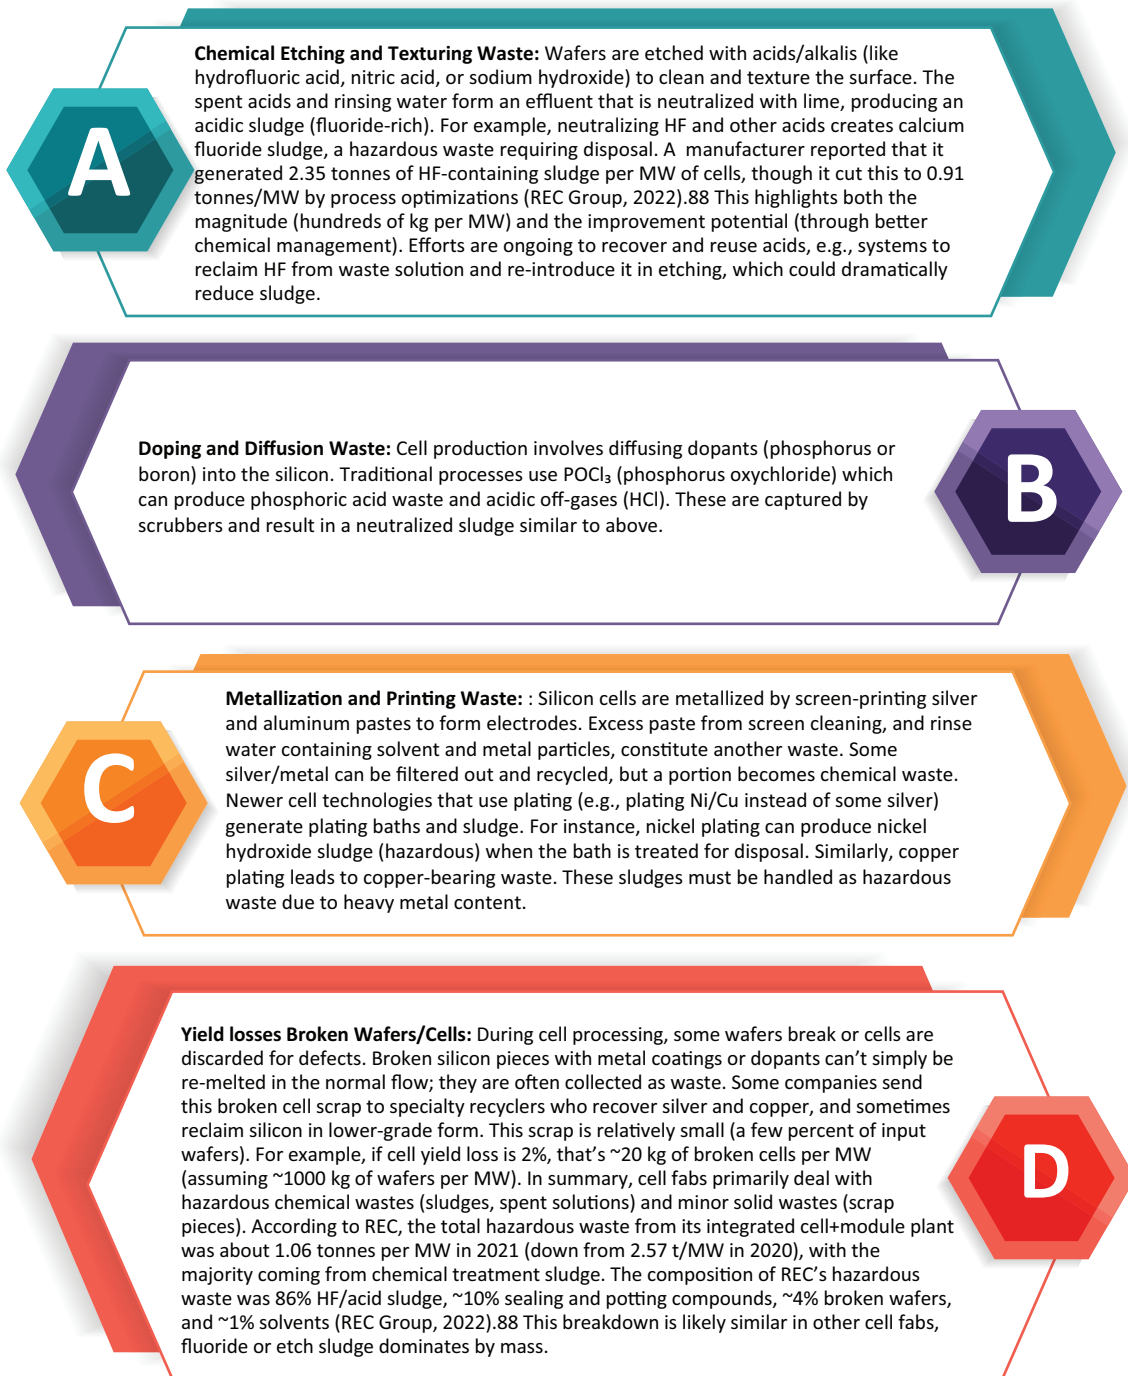 Chemical Etching and Texturing Waste: Wafers are etched with acids/alkalis (like
hydrofluoric acid, nitric acid, or sodium hydroxide) to clean and texture the surface. The
spent acids and rinsing water form an effluent that is neutralized with lime, producing an
acidic sludge (fluoride-rich). For example, neutralizing HF and other acids creates calcium
fluoride sludge, a hazardous waste requiring disposal. A  manufacturer reported that it
generated 2.35 tonnes of HF-containing sludge per MW of cells, though it cut this to 0.91
tonnes/MW by process optimizations (REC Group, 2022).88 This highlights both the
magnitude (hundreds of kg per MW) and the improvement potential (through better
chemical management). Efforts are ongoing to recover and reuse acids, e.g., systems to
reclaim HF from waste solution and re-introduce it in etching, which could dramatically
reduce sludge.
A
Doping and Diffusion Waste: Cell production involves diffusing dopants (phosphorus or
boron) into the silicon. Traditional processes use POCl₃ (phosphorus oxychloride) which
can produce phosphoric acid waste and acidic off-gases (HCl). These are captured by
scrubbers and result in a neutralized sludge similar to above.
B
Metallization and Printing Waste: : Silicon cells are metallized by screen-printing silver
and aluminum pastes to form electrodes. Excess paste from screen cleaning, and rinse
water containing solvent and metal particles, constitute another waste. Some
silver/metal can be filtered out and recycled, but a portion becomes chemical waste.
Newer cell technologies that use plating (e.g., plating Ni/Cu instead of some silver)
generate plating baths and sludge. For instance, nickel plating can produce nickel
hydroxide sludge (hazardous) when the bath is treated for disposal. Similarly, copper
plating leads to copper-bearing waste. These sludges must be handled as hazardous
waste due to heavy metal content.
C
Yield losses Broken Wafers/Cells: During cell processing, some wafers break or cells are
discarded for defects. Broken silicon pieces with metal coatings or dopants can’t simply be
re-melted in the normal flow; they are often collected as waste. Some companies send
this broken cell scrap to specialty recyclers who recover silver and copper, and sometimes
reclaim silicon in lower-grade form. This scrap is relatively small (a few percent of input
wafers). For example, if cell yield loss is 2%, that’s ~20 kg of broken cells per MW
(assuming ~1000 kg of wafers per MW). In summary, cell fabs primarily deal with
hazardous chemical wastes (sludges, spent solutions) and minor solid wastes (scrap
pieces). According to REC, the total hazardous waste from its integrated cell+module plant
was about 1.06 tonnes per MW in 2021 (down from 2.57 t/MW in 2020), with the
majority coming from chemical treatment sludge. The composition of REC’s hazardous
waste was 86% HF/acid sludge, ~10% sealing and potting compounds, ~4% broken wafers,
and ~1% solvents (REC Group, 2022).88 This breakdown is likely similar in other cell fabs,
fluoride or etch sludge dominates by mass.
D